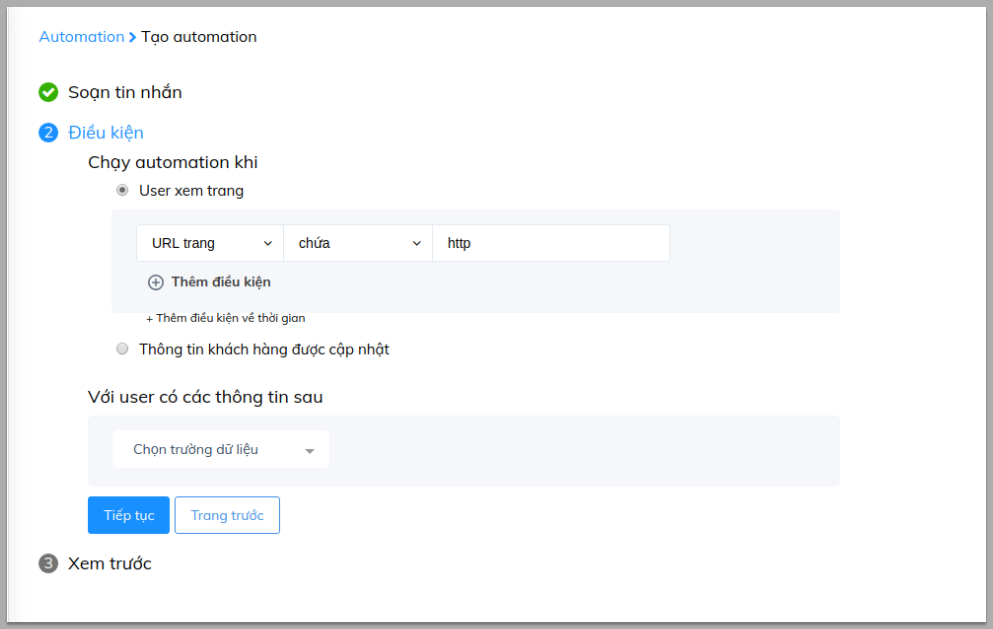 Automation > Tạo automation
Soạn tin nhắn
2 Điều kiện
Chạy automation khi
User xem trang
URL trang chứa http
Thêm điều kiện
+ Thêm điều kiện về thời gian
Thông tin khách hàng được cập nhật
Với user có các thông tin sau
Chọn trường dữ liệu
Tiếp tục Trang trước
3 Xem trước